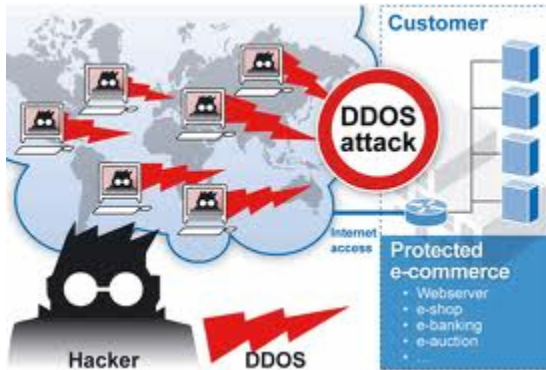 Customer
DDOS
attack
Internet
access
Protected
e-commerce
• Webserver
• e-shop
• e-banking
• e-auction
• ...
Hacker
DDOS